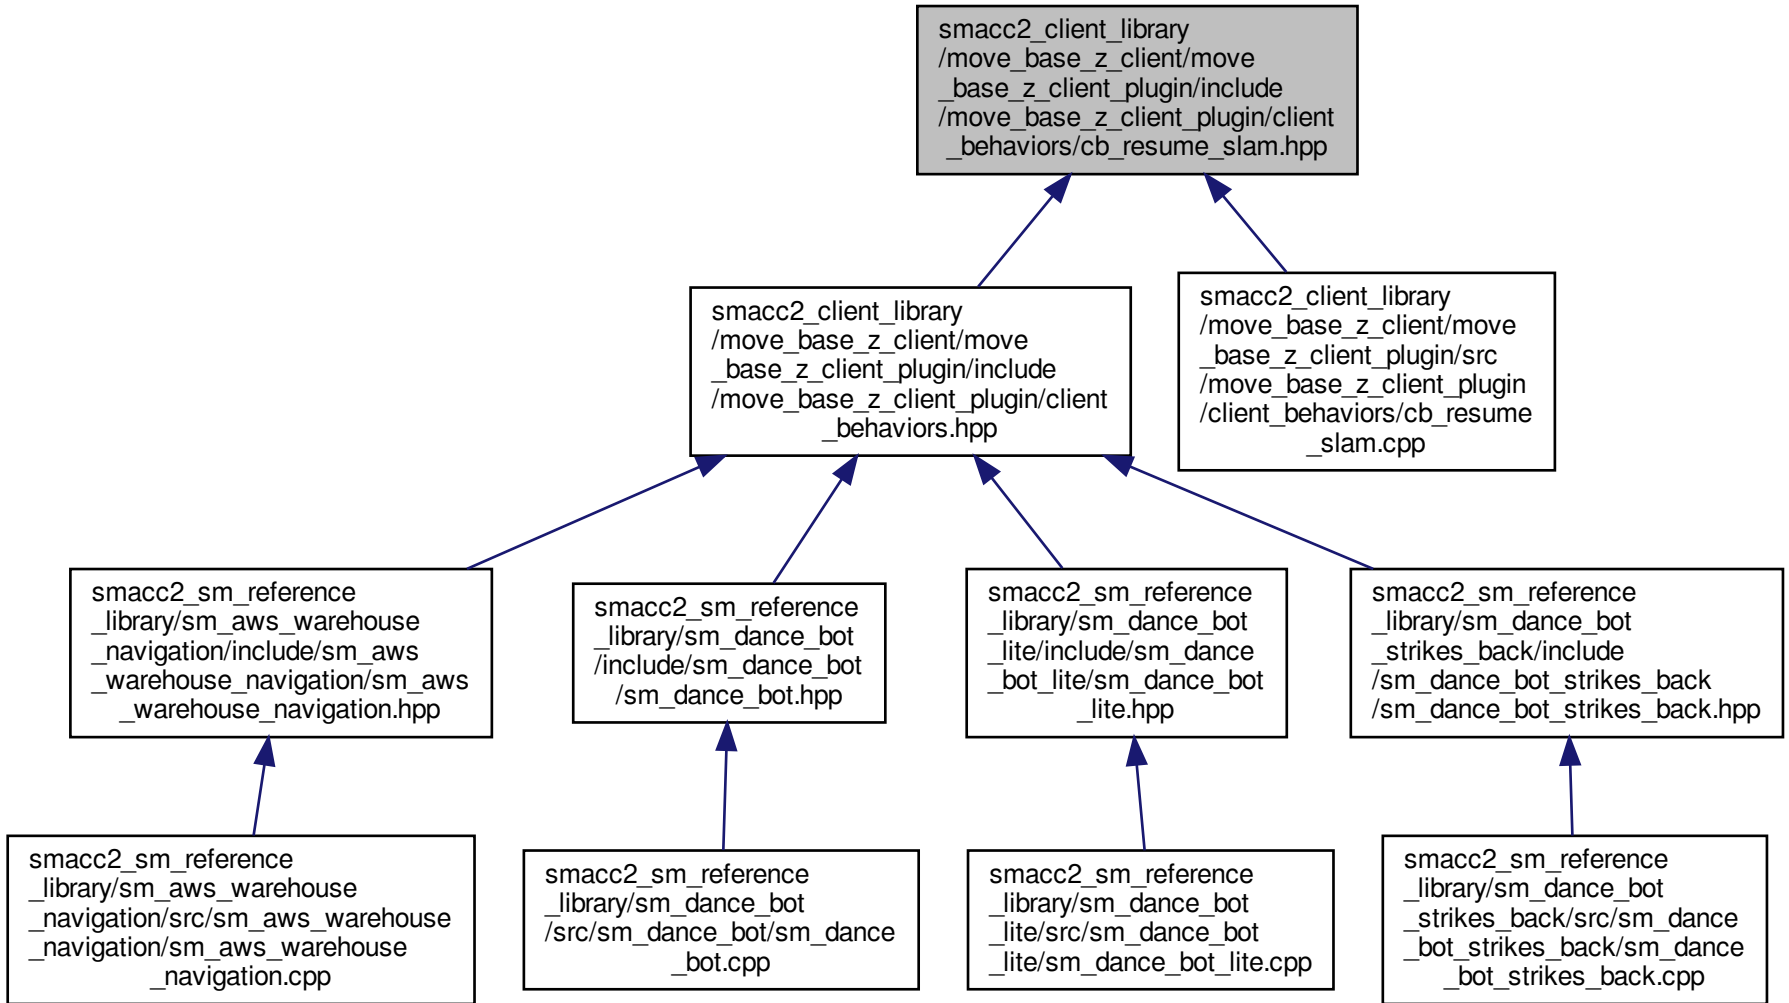 smacc2_client_library
/move_base_z_client/move
_base_z_client_plugin/include
/move_base_z_client_plugin/client
_behaviors/cb_resume_slam.hpp
smacc2_client_library
/move_base_z_client/move
_base_z_client_plugin/include
/move_base_z_client_plugin/client
_behaviors.hpp
smacc2_client_library
/move_base_z_client/move
_base_z_client_plugin/src
/move_base_z_client_plugin
/client_behaviors/cb_resume
_slam.cpp
smacc2_sm_reference
_library/sm_aws_warehouse
_navigation/include/sm_aws
_warehouse_navigation/sm_aws
_warehouse_navigation.hpp
smacc2_sm_reference
_library/sm_dance_bot
/include/sm_dance_bot
/sm_dance_bot.hpp
smacc2_sm_reference
_library/sm_dance_bot
_lite/include/sm_dance
_bot_lite/sm_dance_bot
_lite.hpp
smacc2_sm_reference
_library/sm_dance_bot
_strikes_back/include
/sm_dance_bot_strikes_back
/sm_dance_bot_strikes_back.hpp
smacc2_sm_reference
_library/sm_aws_warehouse
_navigation/src/sm_aws_warehouse
_navigation/sm_aws_warehouse
_navigation.cpp
smacc2_sm_reference
_library/sm_dance_bot
/src/sm_dance_bot/sm_dance
_bot.cpp
smacc2_sm_reference
_library/sm_dance_bot
_lite/src/sm_dance_bot
_lite/sm_dance_bot_lite.cpp
smacc2_sm_reference
_library/sm_dance_bot
_strikes_back/src/sm_dance
_bot_strikes_back/sm_dance
_bot_strikes_back.cpp